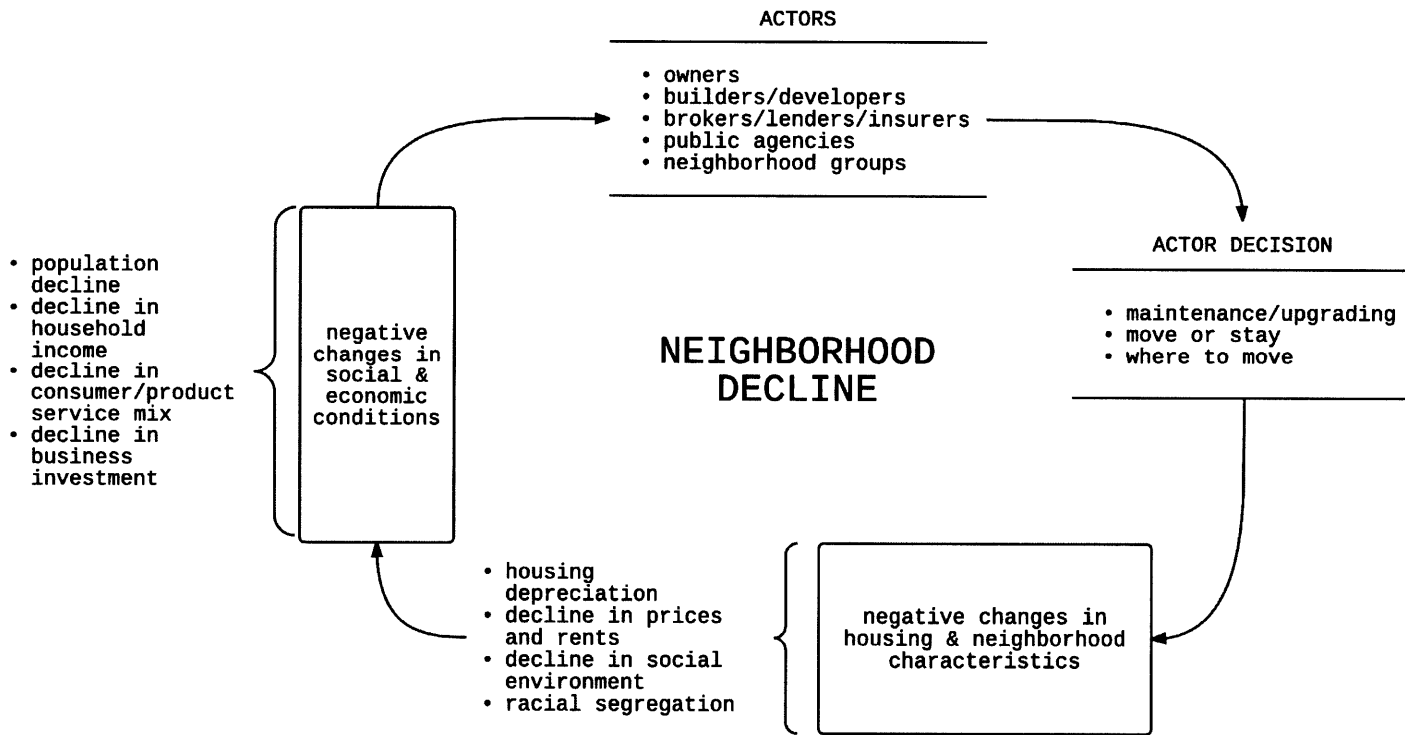 ACTORS
• owners
• builders/developers
• brokers/lenders/insurers
• public agencies
• neighborhood groups
ACTOR DECISION
• maintenance/upgrading
• move or stay
• where to move
• population
decline
• decline in
household
income
• decline in
consumer/product
service mix
• decline in
business
investment
negative
changes in
social &
economic
conditions
NEIGHBORHOOD
DECLINE
• housing
depreciation
• decline in prices
and rents
• decline in social
environment
• racial segregation
negative changes in
housing & neighborhood
characteristics